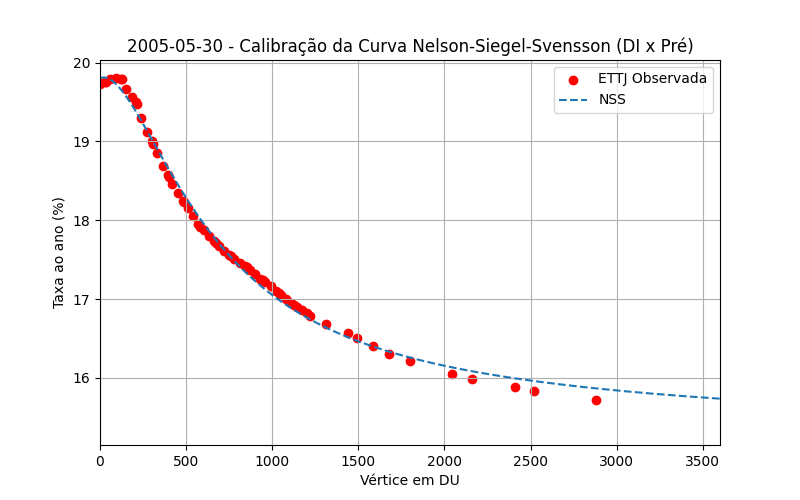 2005-05-30 - Calibração da Curva Nelson-Siegel-Svensson (DI x Pré)
ETTJ Observada
NSS
Taxa ao ano (%)
20
19
18
17
16
0 500 1000 1500 2000 2500 3000 3500
Vértice em DU